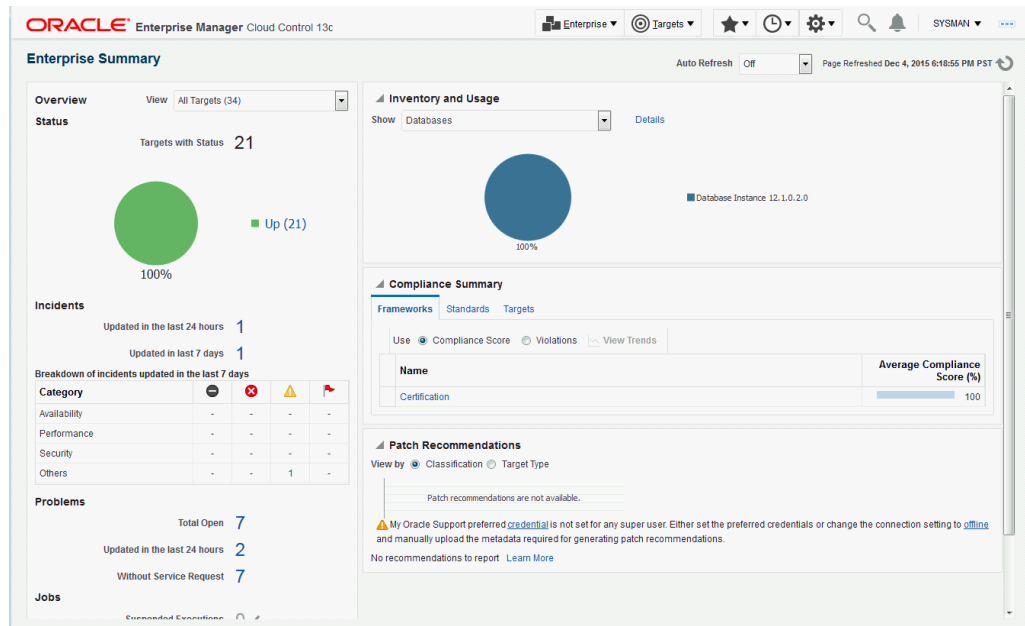 ORACLE Enterprise Manager Cloud Control 13c
Enterprise Targets SYSMAN
Enterprise Summary
Auto Refresh Off Page Refreshed Dec 4, 2015 6:18:55 PM PST
Overview View All Targets (34)
Status
Targets with Status 21
Up (21)
100%
Incidents
Updated in the last 24 hours 1
Updated in last 7 days 1
Breakdown of incidents updated in the last 7 days
Category
Availability - - - -
Performance - - - -
Security - - - -
Others - - 1 -
Problems
Total Open 7
Updated in the last 24 hours 2
Without Service Request 7
Jobs
Suspended Executions 0
Inventory and Usage
Show Databases Details
Database Instance 12.1.0.2.0
100%
Compliance Summary
Frameworks Standards Targets
Use Compliance Score Violations View Trends
Name Average Compliance
Score (%)
Certification 100
Patch Recommendations
View by Classification Target Type
Patch recommendations are not available.
My Oracle Support preferred credential is not set for any super user. Either set the preferred credentials or change the connection setting to offline
and manually upload the metadata required for generating patch recommendations.
No recommendations to report Learn More